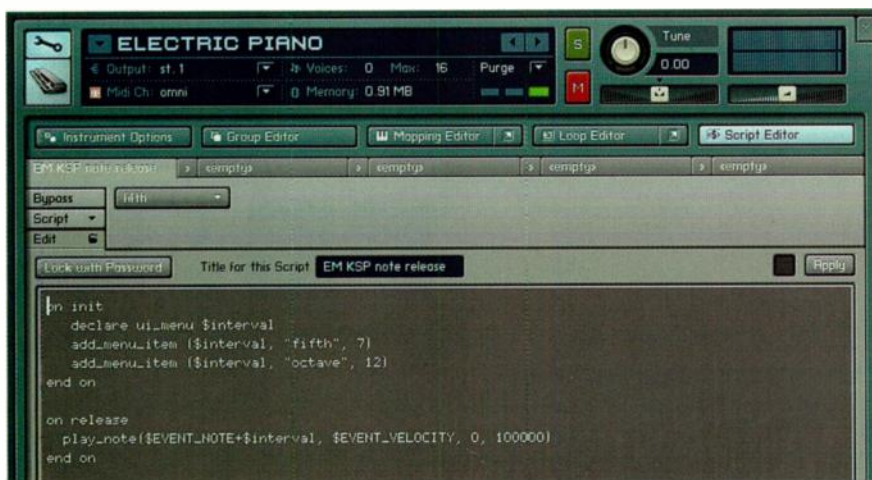 ELECTRIC PIANO
Output: st. 1
Voices: 0 Max: 16 Purge
Midi Ch: omni
Memory: 0.91 MB
S
M
Tune
0.00
Instrument Options
Group Editor
Mapping Editor
Loop Editor
Script Editor
EM KSP note release
<empty>
<empty>
<empty>
<empty>
Bypass
fifth
Script
Edit
Lock with Password
Title for this Script
EM KSP note release
Apply
on init
declare ui_menu $interval
add_menu_item ($interval, "fifth", 7)
add_menu_item ($interval, "octave", 12)
end on
on release
play_note($EVENT_NOTE+$interval, $EVENT_VELOCITY, 0, 100000)
end on